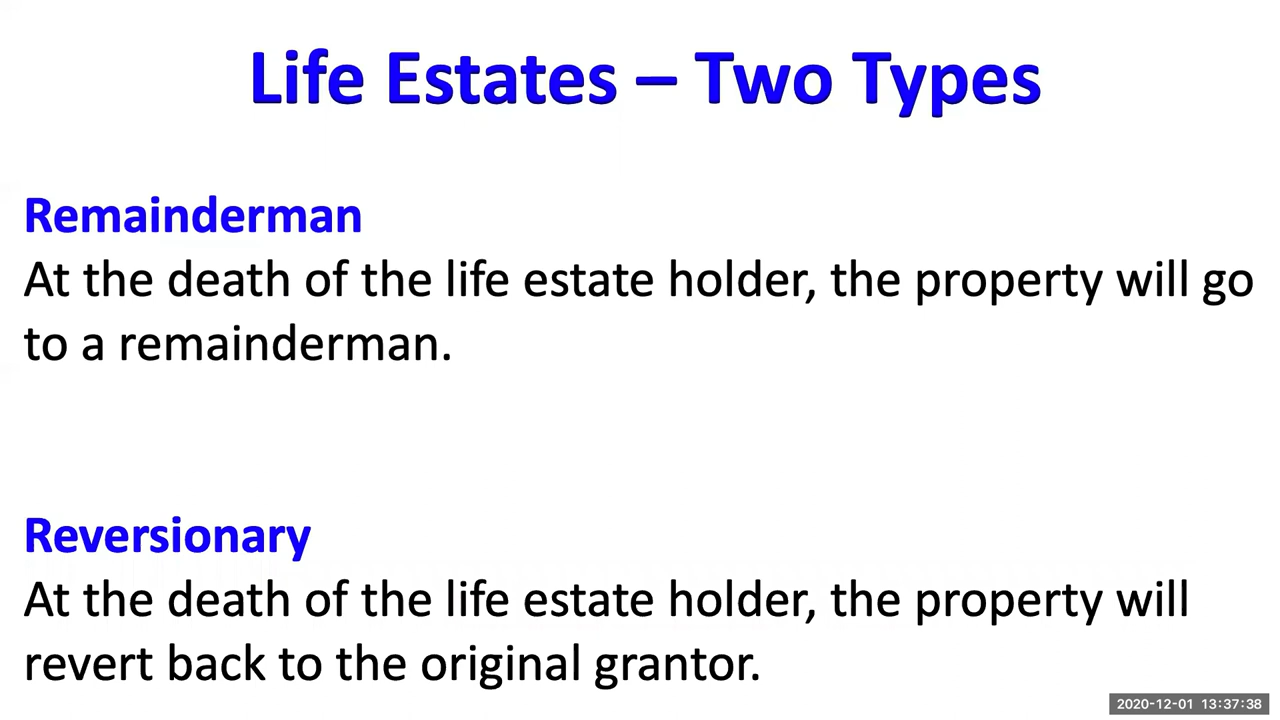 Life Estates – Two Types
Remainderman
At the death of the life estate holder, the property will go
to a remainderman.
Reversionary
At the death of the life estate holder, the property will
revert back to the original grantor.
2020-12-01 13:37:38